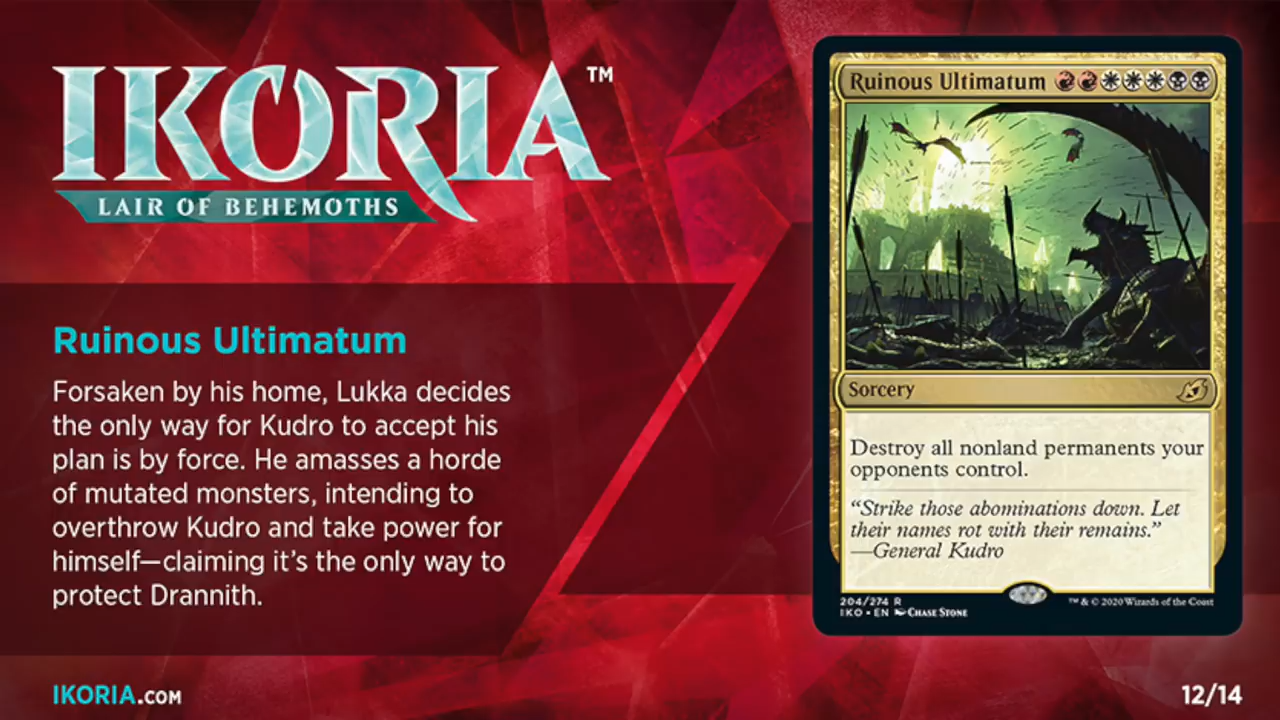 IKORIA™
LAIR OF BEHEMOTHS
Ruinous Ultimatum
Forsaken by his home, Lukka decides
the only way for Kudro to accept his
plan is by force. He amasses a horde
of mutated monsters, intending to
overthrow Kudro and take power for
himself—claiming it's the only way to
protect Drannith.
IKORIA.COM
Ruinous Ultimatum
Sorcery
Destroy all nonland permanents your
opponents control.
“Strike those abominations down. Let
their names rot with their remains.”
—General Kudro
204/274 R
IKO • EN Chase Stone
™ & © 2020 Wizards of the Coast
12/14